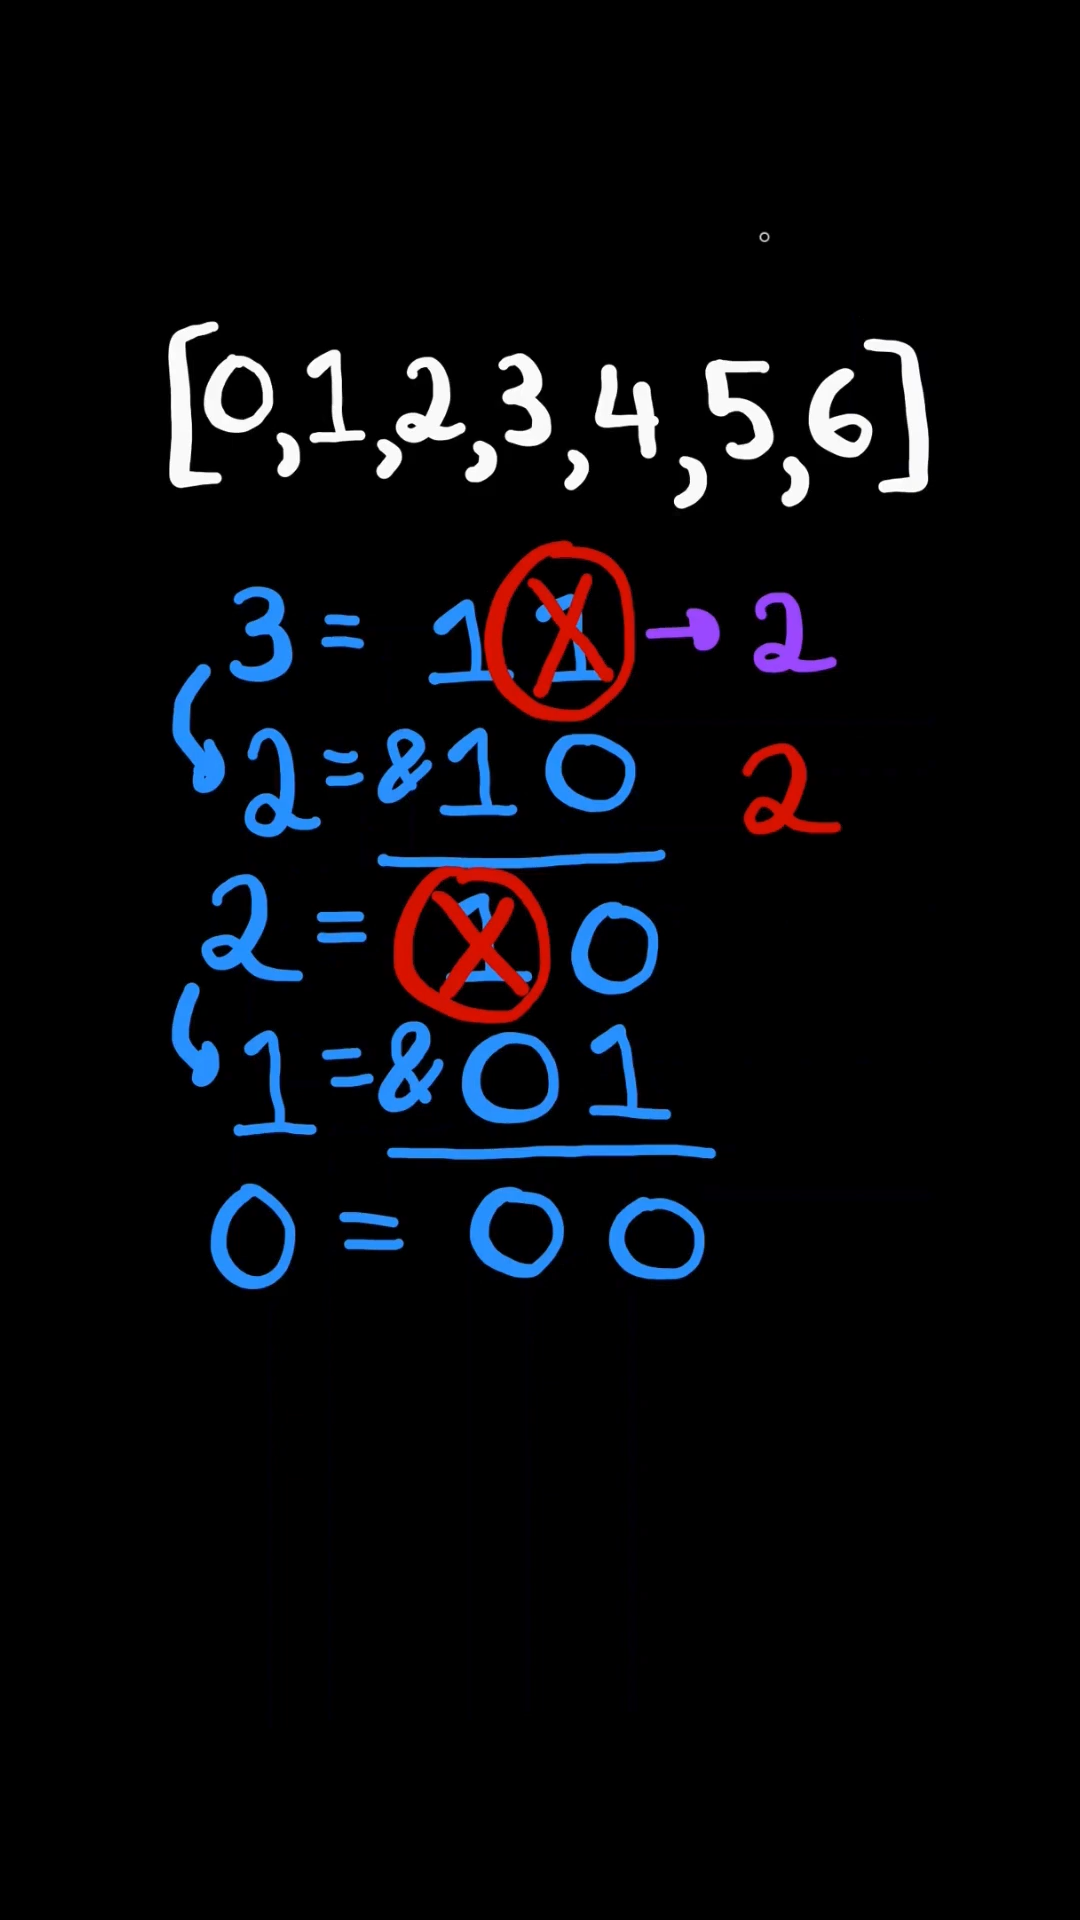 [0,1,2,3,4,5,6]
3 = 1 1 → 2
2 = & 1 0 2
2 = 1 0
1 = & 0 1
0 = 0 0